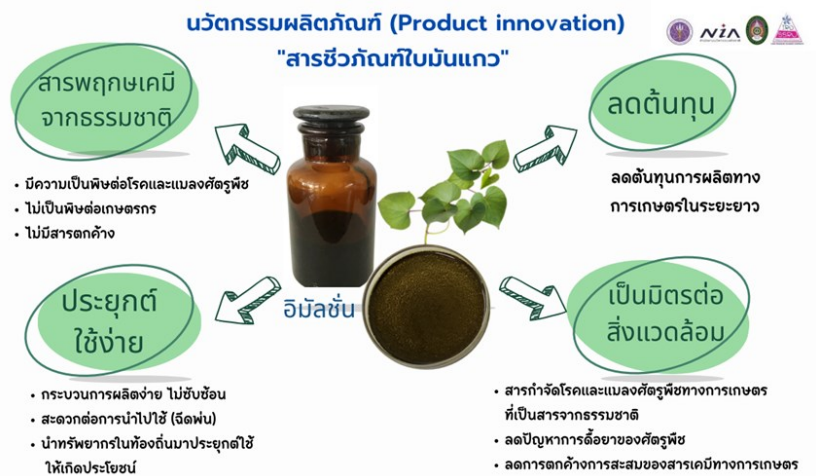 นวัตกรรมผลิตภัณฑ์ (Product innovation)
"สารชีวภัณฑ์ใบมันแกว"
NIA
สารพฤกษเคมี
จากธรรมชาติ
• มีความเป็นพิษต่อโรคและแมลงศัตรูพืช
• ไม่เป็นพิษต่อเกษตรกร
• ไม่มีสารตกค้าง
ลดต้นทุน
ลดต้นทุนการผลิตทาง
การเกษตรในระยะยาว
อิมัลชั่น
ประยุกต์
ใช้ง่าย
• กระบวนการผลิตง่าย ไม่ซับซ้อน
• สะดวกต่อการนำไปใช้ (ฉีดพ่น)
• นำทรัพยากรในท้องถิ่นมาประยุกต์ใช้
ให้เกิดประโยชน์
เป็นมิตรต่อ
สิ่งแวดล้อม
• สารกำจัดโรคและแมลงศัตรูพืชทางการเกษตร
ที่เป็นสารจากธรรมชาติ
• ลดปัญหาการดื้อยาของศัตรูพืช
• ลดการตกค้างการสะสมของสารเคมีทางการเกษตร